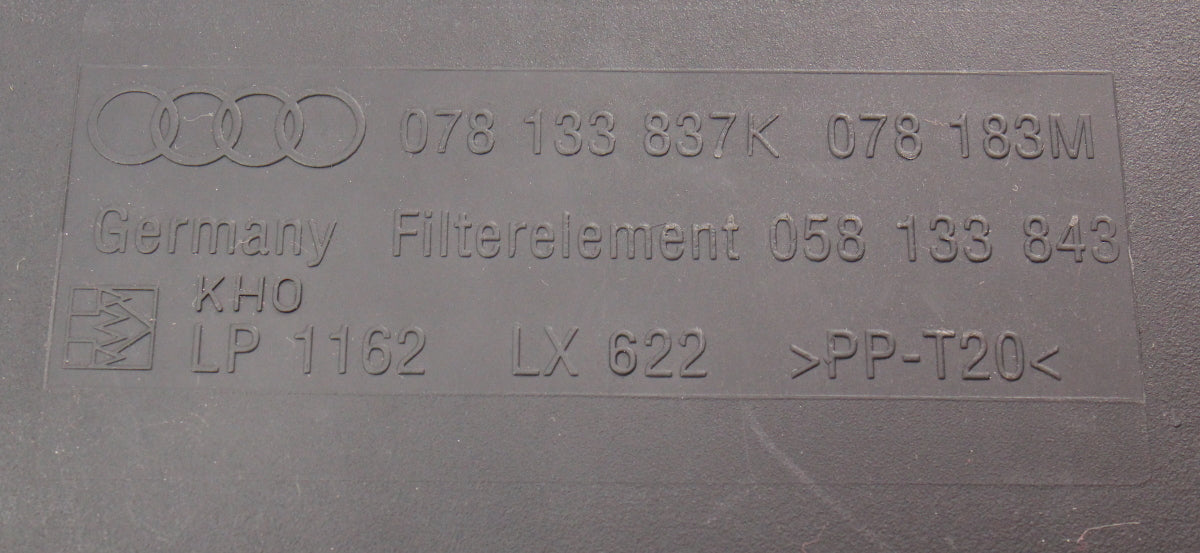 078 133 837K 078 183M
Germany Filterelement 058 133 843
KHO
LP 1162 LX 622 >PP-T20<